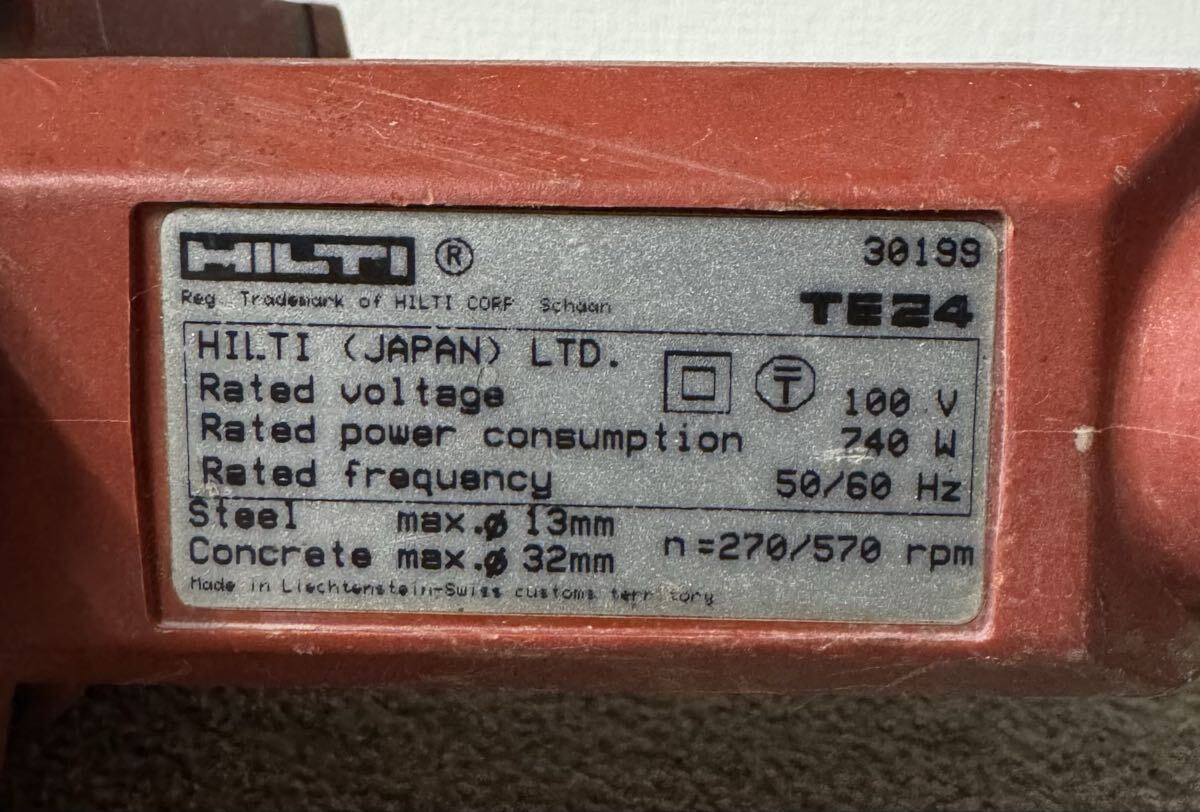 HILTI ® 30199
Reg. Trademark of HILTI CORP. Schaan TE24
HILTI (JAPAN) LTD.
Rated voltage 100 V
Rated power consumption 740 W
Rated frequency 50/60 Hz
Steel max.ø 13mm
Concrete max.ø 32mm n=270/570 rpm
Made in Liechtenstein-Swiss customs territory